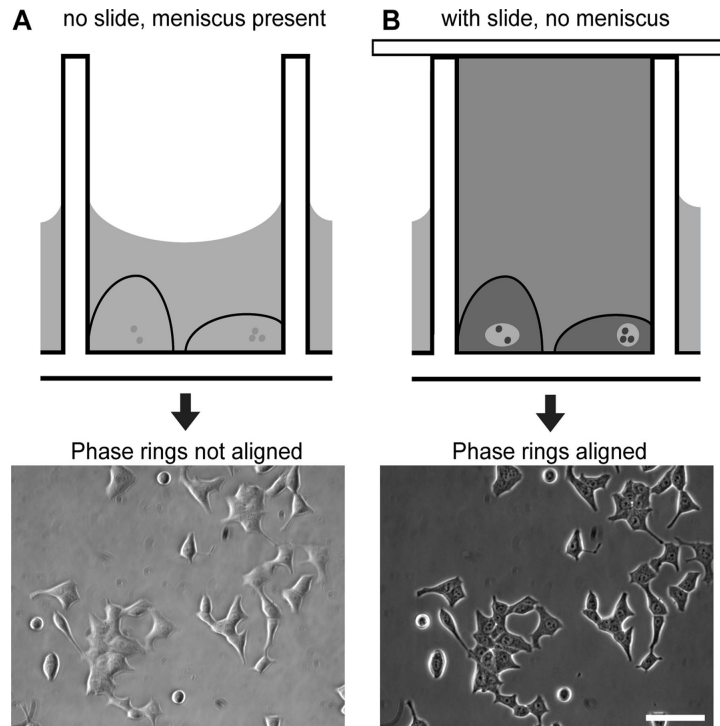 A no slide, meniscus present
B with slide, no meniscus
Phase rings not aligned
Phase rings aligned